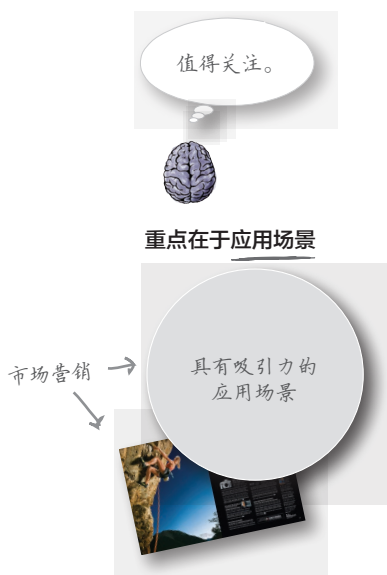 值得关注。
重点在于应用场景
市场营销
具有吸引力的
应用场景